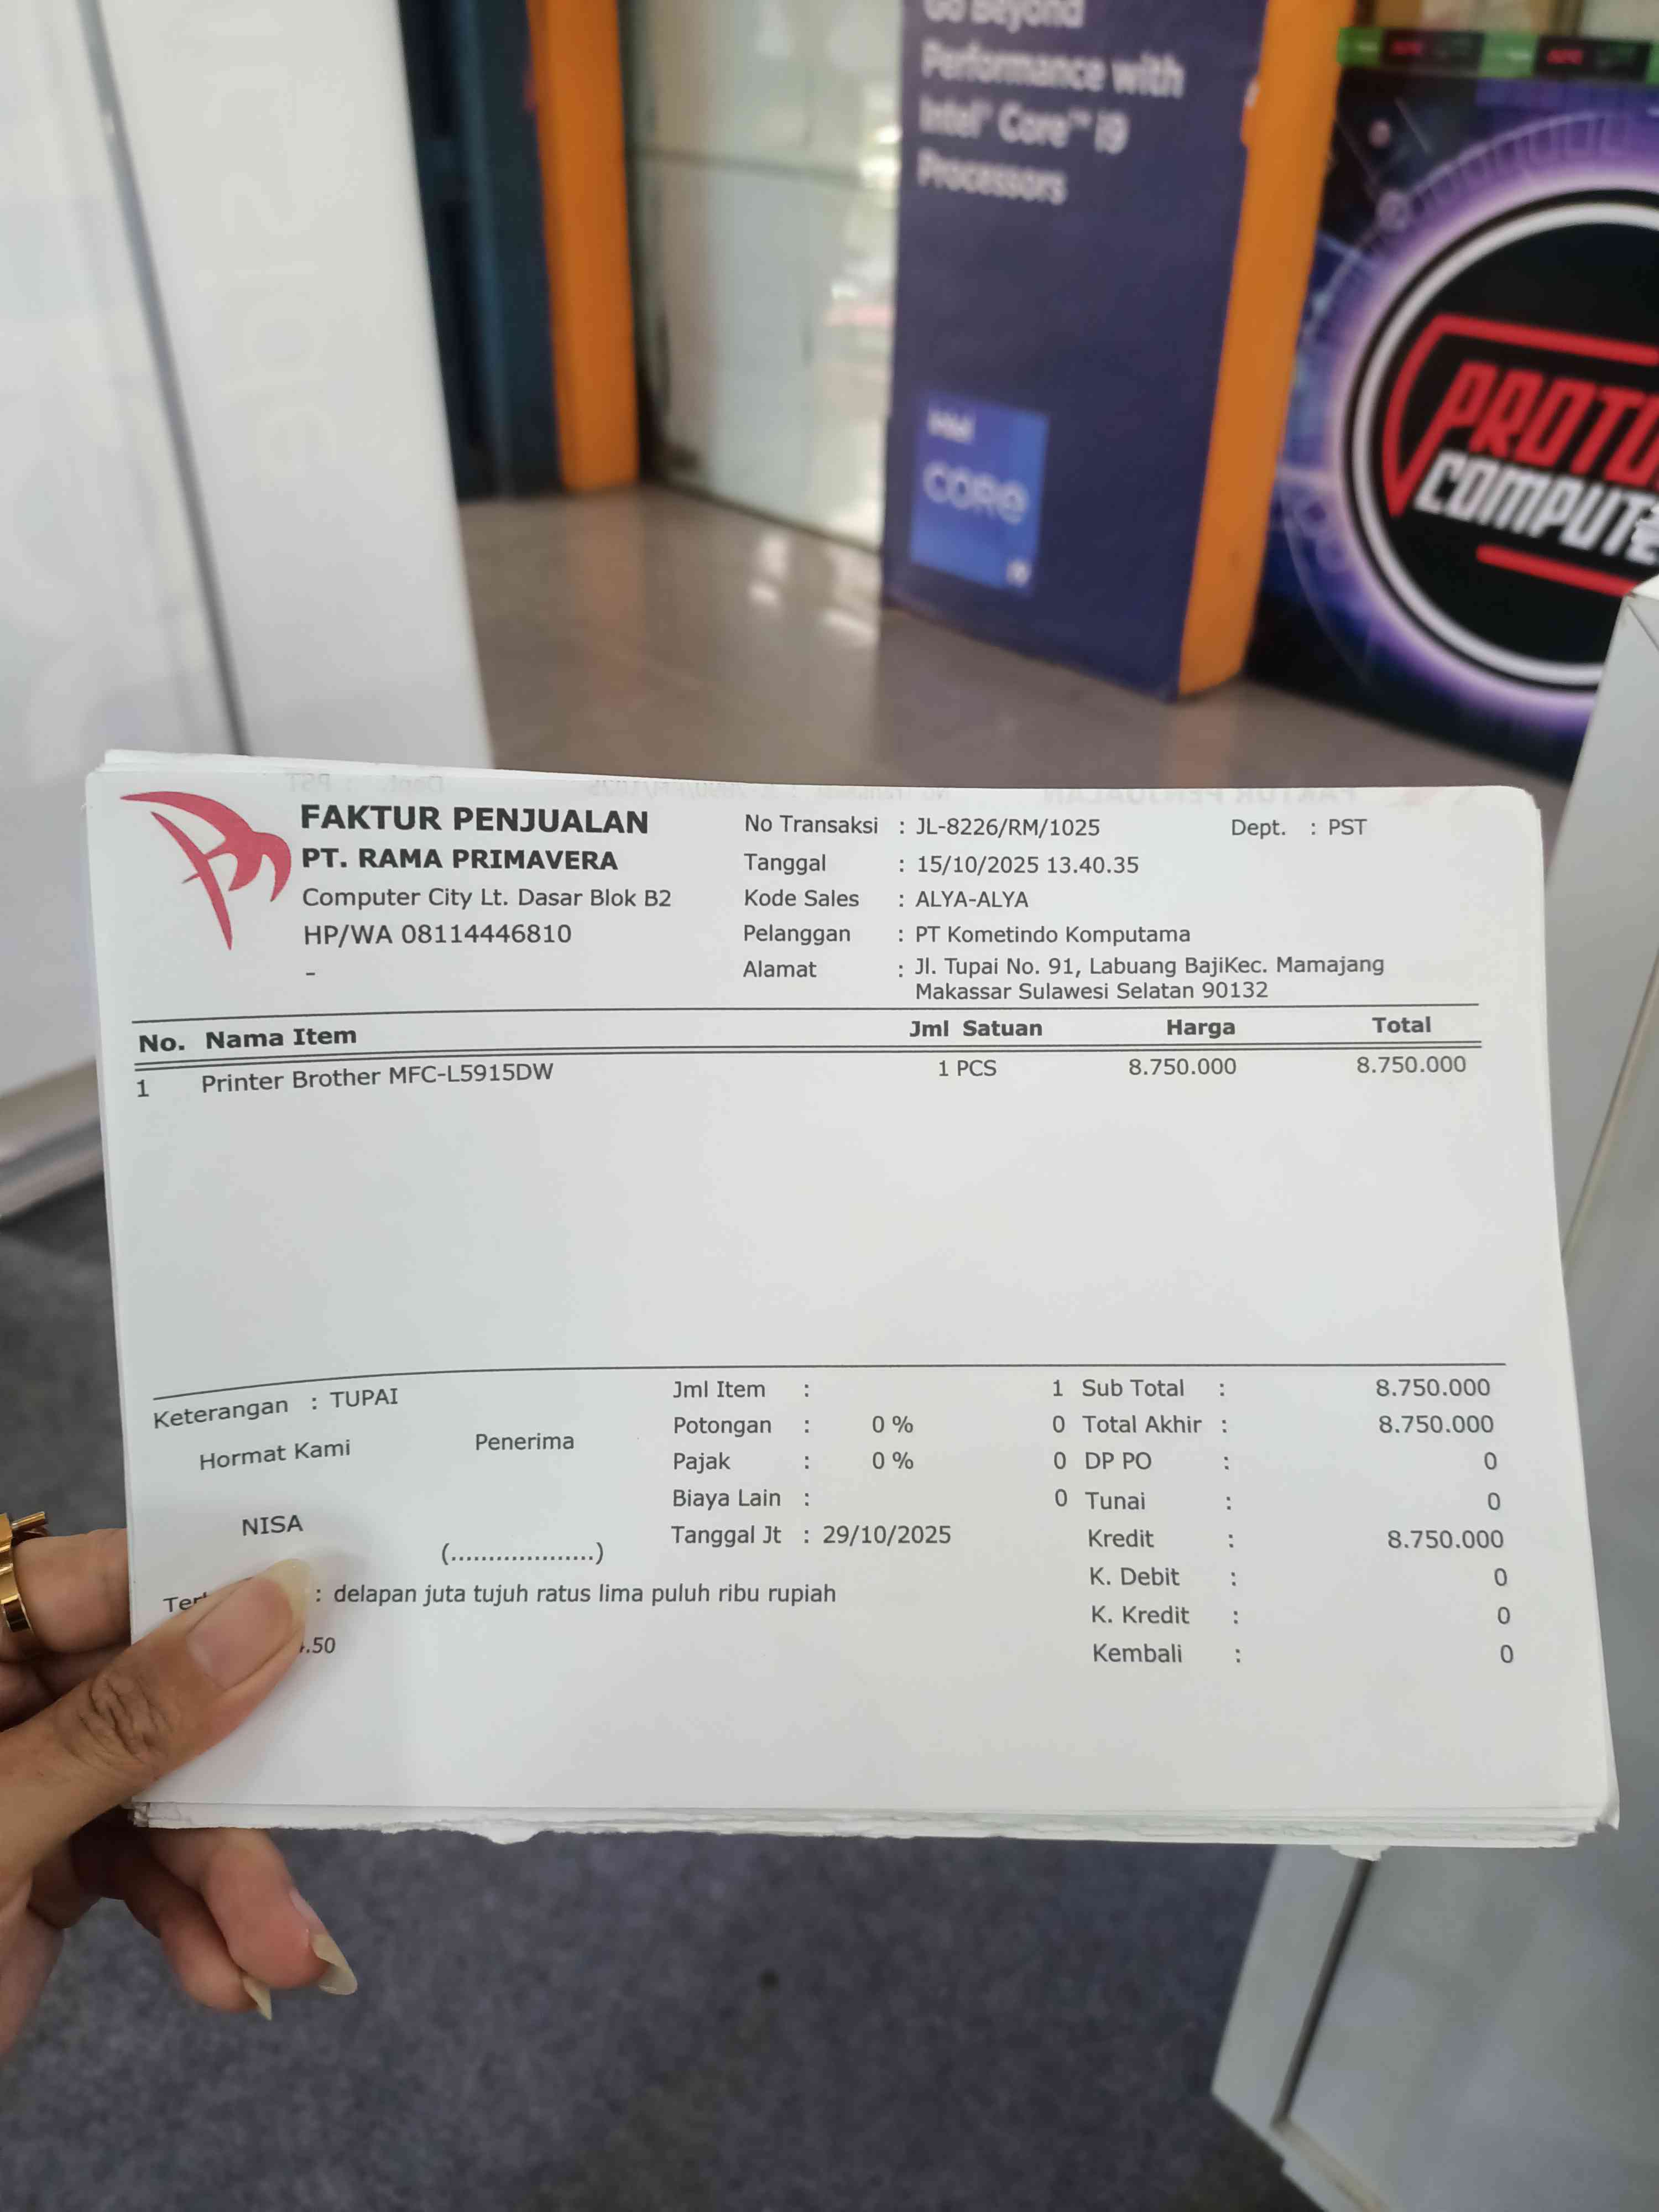 Go Beyond
Performance with
Intel® Core™ i9
Processors
intel
CORE
i9
COMPUTE
FAKTUR PENJUALAN
PT. RAMA PRIMAVERA
Computer City Lt. Dasar Blok B2
HP/WA 08114446810
-
No Transaksi : JL-8226/RM/1025 Dept. : PST
Tanggal : 15/10/2025 13.40.35
Kode Sales : ALYA-ALYA
Pelanggan : PT Kometindo Komputama
Alamat : Jl. Tupai No. 91, Labuang BajiKec. Mamajang
Makassar Sulawesi Selatan 90132
No. Nama Item Jml Satuan Harga Total
1 Printer Brother MFC-L5915DW 1 PCS 8.750.000 8.750.000
Keterangan : TUPAI
Hormat Kami Penerima
NISA
(...................)
: delapan juta tujuh ratus lima puluh ribu rupiah
.50
Jml Item : 1
Potongan : 0 % 0
Pajak : 0 % 0
Biaya Lain : 0
Tanggal Jt : 29/10/2025
Sub Total : 8.750.000
Total Akhir : 8.750.000
DP PO : 0
Tunai : 0
Kredit : 8.750.000
K. Debit : 0
K. Kredit : 0
Kembali : 0